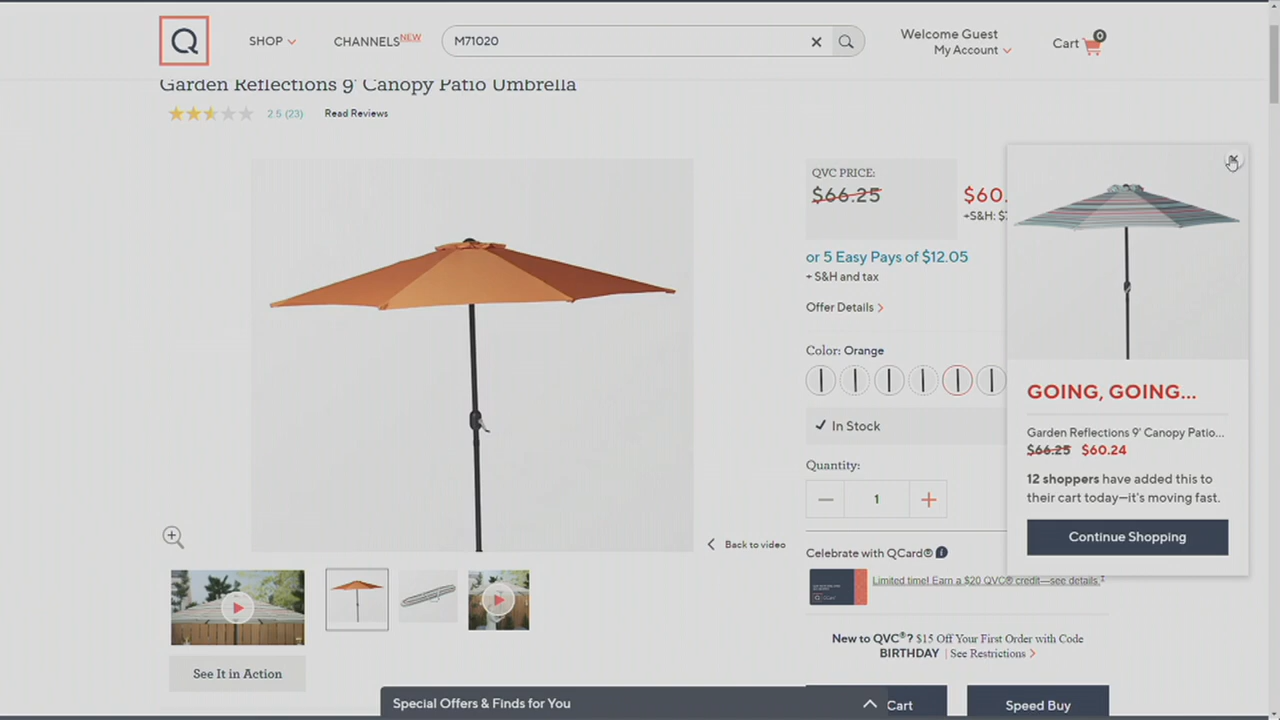 Q
SHOP
CHANNELS NEW
M71020
Welcome Guest
My Account
Cart
0
Garden Reflections 9' Canopy Patio Umbrella
2.5 (23)
Read Reviews
QVC PRICE:
$66.25
$60.
+S&H:
or 5 Easy Pays of $12.05
+ S&H and tax
Offer Details
Color: Orange
In Stock
Quantity:
1
Back to video
Celebrate with QCard®
Limited time! Earn a $20 QVC® credit—see details.‡
New to QVC®? $15 Off Your First Order with Code
BIRTHDAY | See Restrictions
See It in Action
Special Offers & Finds for You
Cart
Speed Buy
GOING, GOING...
Garden Reflections 9' Canopy Patio...
$66.25 $60.24
12 shoppers have added this to
their cart today—it's moving fast.
Continue Shopping